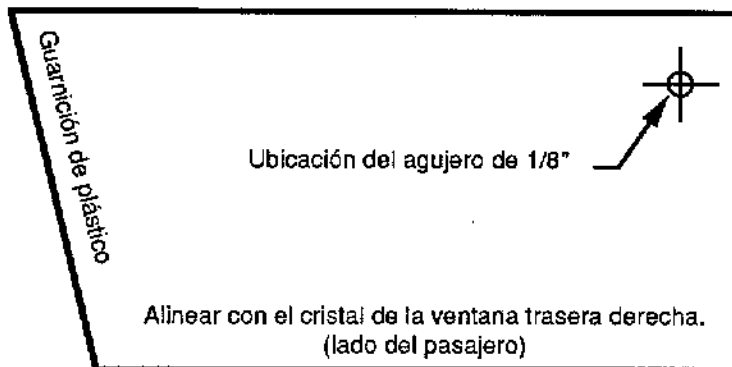 Guarnición de plástico
Ubicación del agujero de 1/8"
Alinear con el cristal de la ventana trasera derecha.
(lado del pasajero)